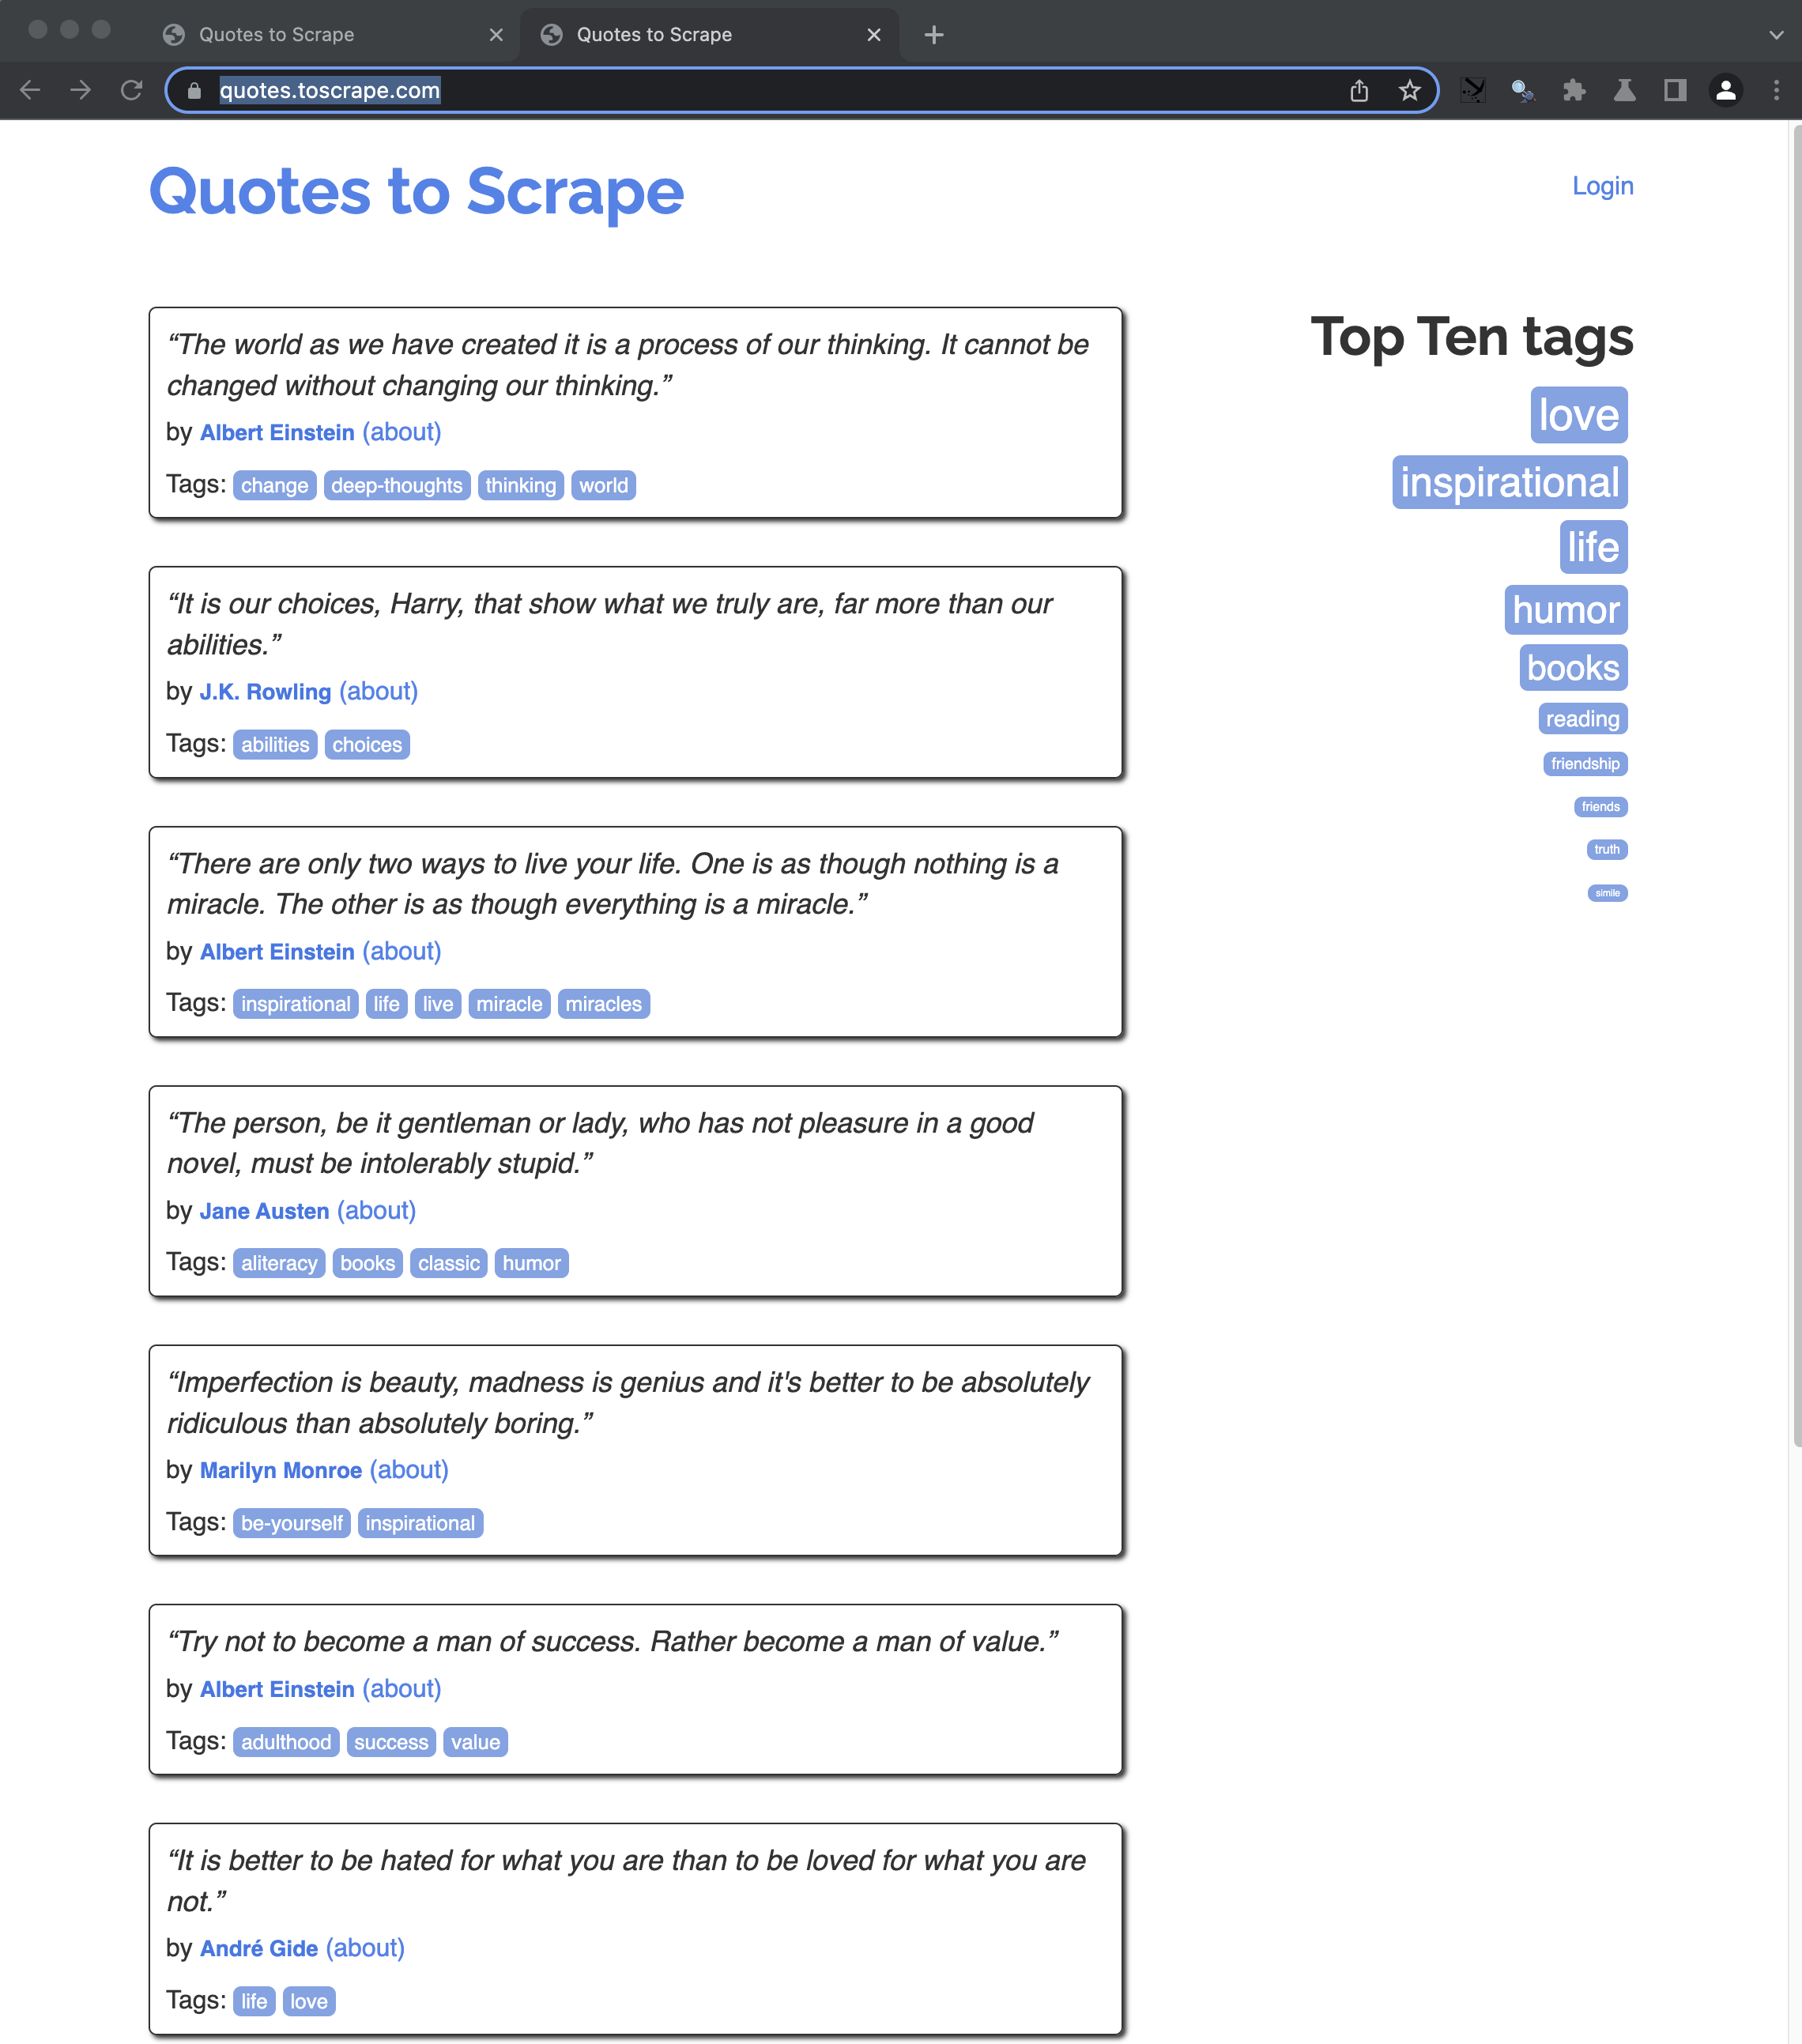 Quotes to Scrape
Quotes to Scrape
quotes.toscrape.com
Quotes to Scrape
Login
“The world as we have created it is a process of our thinking. It cannot be
changed without changing our thinking.”
by Albert Einstein (about)
Tags: change deep-thoughts thinking world
“It is our choices, Harry, that show what we truly are, far more than our
abilities.”
by J.K. Rowling (about)
Tags: abilities choices
“There are only two ways to live your life. One is as though nothing is a
miracle. The other is as though everything is a miracle.”
by Albert Einstein (about)
Tags: inspirational life live miracle miracles
“The person, be it gentleman or lady, who has not pleasure in a good
novel, must be intolerably stupid.”
by Jane Austen (about)
Tags: aliteracy books classic humor
“Imperfection is beauty, madness is genius and it's better to be absolutely
ridiculous than absolutely boring.”
by Marilyn Monroe (about)
Tags: be-yourself inspirational
“Try not to become a man of success. Rather become a man of value.”
by Albert Einstein (about)
Tags: adulthood success value
“It is better to be hated for what you are than to be loved for what you are
not.”
by André Gide (about)
Tags: life love
Top Ten tags
love
inspirational
life
humor
books
reading
friendship
friends
truth
simile